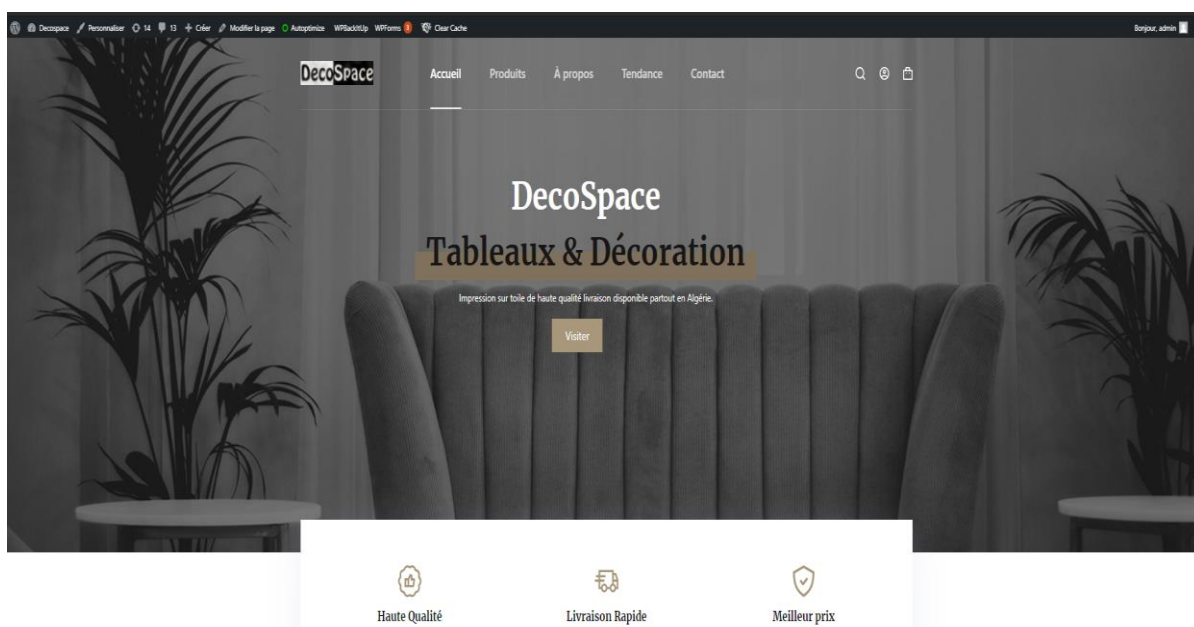 Decospace Personnaliser 14 13 Créer Modifier la page Autoptimize WPBackItUp WPForms 3 Clear Cache Bonjour, admin
DecoSpace Accueil Produits À propos Tendance Contact
DecoSpace
Tableaux & Décoration
Impression sur toile de haute qualité livraison disponible partout en Algérie.
Visiter
Haute Qualité Livraison Rapide Meilleur prix